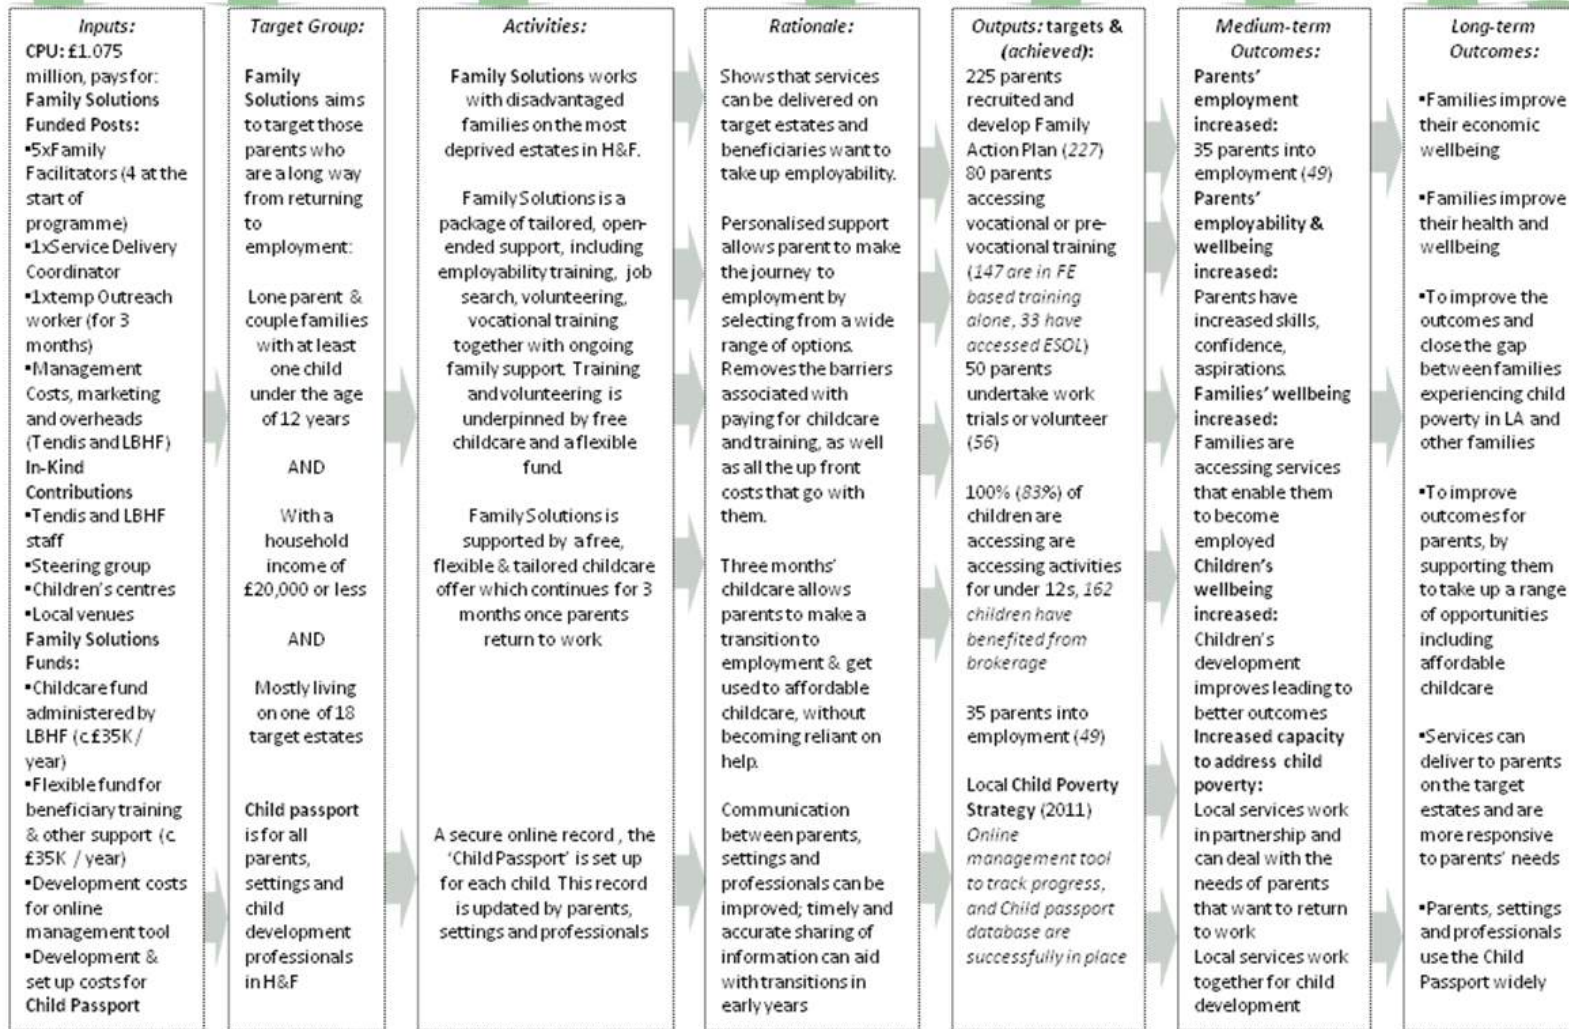 Inputs:
CPU: £1.075
million, pays for:
Family Solutions
Funded Posts:
▪5xFamily
Facilitators (4 at the
start of
programme)
▪1xService Delivery
Coordinator
▪1xtemp Outreach
worker (for 3
months)
▪Management
Costs, marketing
and overheads
(Tendis and LBHF)
In-Kind
Contributions
▪Tendis and LBHF
staff
▪Steering group
▪Children's centres
▪Local venues
Family Solutions
Funds:
▪Childcare fund
administered by
LBHF (c.£35K /
year)
▪Flexible fund for
beneficiary training
& other support (c.
£35K / year)
▪Development costs
for online
management tool
▪Development &
set up costs for
Child Passport
Target Group:
Family
Solutions aims
to target those
parents who
are a long way
from returning
to
employment:
Lone parent &
couple families
with at least
one child
under the age
of 12 years
AND
With a
household
income of
£20,000 or less
AND
Mostly living
on one of 18
target estates
Child passport
is for all
parents,
settings and
child
development
professionals
in H&F
Activities:
Family Solutions works
with disadvantaged
families on the most
deprived estates in H&F.
Family Solutions is a
package of tailored, open-
ended support, including
employability training, job
search, volunteering,
vocational training
together with ongoing
family support. Training
and volunteering is
underpinned by free
childcare and a flexible
fund.
Family Solutions is
supported by a free,
flexible & tailored childcare
offer which continues for 3
months once parents
return to work
A secure online record , the
'Child Passport' is set up
for each child. This record
is updated by parents,
settings and professionals
Rationale:
Shows that services
can be delivered on
target estates and
beneficiaries want to
take up employability.
Personalised support
allows parent to make
the journey to
employment by
selecting from a wide
range of options.
Removes the barriers
associated with
paying for childcare
and training, as well
as all the up front
costs that go with
them.
Three months'
childcare allows
parents to make a
transition to
employment & get
used to affordable
childcare, without
becoming reliant on
help.
Communication
between parents,
settings and
professionals can be
improved; timely and
accurate sharing of
information can aid
with transitions in
early years
Outputs: targets &
(achieved):
225 parents
recruited and
develop Family
Action Plan (227)
80 parents
accessing
vocational or pre-
vocational training
(147 are in FE
based training
alone, 33 have
accessed ESOL)
50 parents
undertake work
trials or volunteer
(56)
100% (83%) of
children are
accessing are
accessing activities
for under 12s, 162
children have
benefited from
brokerage
35 parents into
employment (49)
Local Child Poverty
Strategy (2011)
Online
management tool
to track progress,
and Child passport
database are
successfully in place
Medium-term
Outcomes:
Parents'
employment
increased:
35 parents into
employment (49)
Parents'
employability &
wellbeing
increased:
Parents have
increased skills,
confidence,
aspirations.
Families' wellbeing
increased:
Families are
accessing services
that enable them
to become
employed
Children's
wellbeing
increased:
Children's
development
improves leading to
better outcomes
Increased capacity
to address child
poverty:
Local services work
in partnership and
can deal with the
needs of parents
that want to return
to work
Local services work
together for child
development
Long-term
Outcomes:
▪Families improve
their economic
wellbeing
▪Families improve
their health and
wellbeing
▪To improve the
outcomes and
close the gap
between families
experiencing child
poverty in LA and
other families
▪To improve
outcomes for
parents, by
supporting them
to take up a range
of opportunities
including
affordable
childcare
▪Services can
deliver to parents
on the target
estates and are
more responsive
to parents' needs
▪Parents, settings
and professionals
use the Child
Passport widely